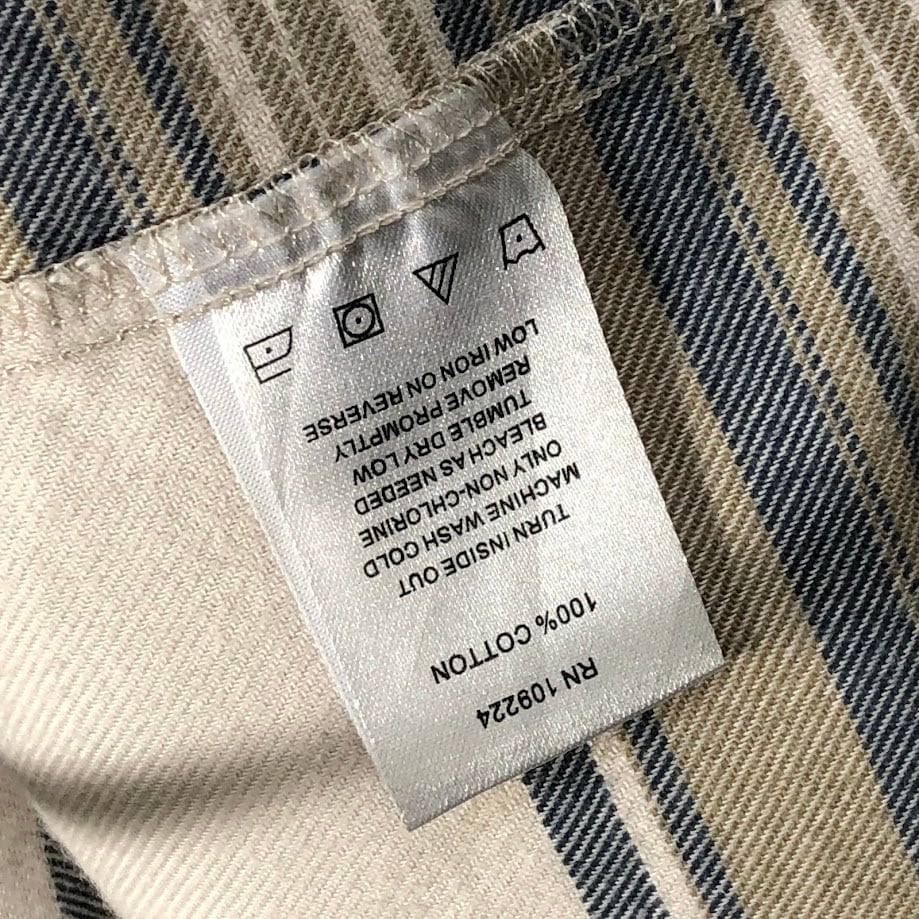 RN 109224
100% COTTON
TURN INSIDE OUT
MACHINE WASH COLD
ONLY NON-CHLORINE
BLEACH AS NEEDED
TUMBLE DRY LOW
REMOVE PROMPTLY
LOW IRON ON REVERSE